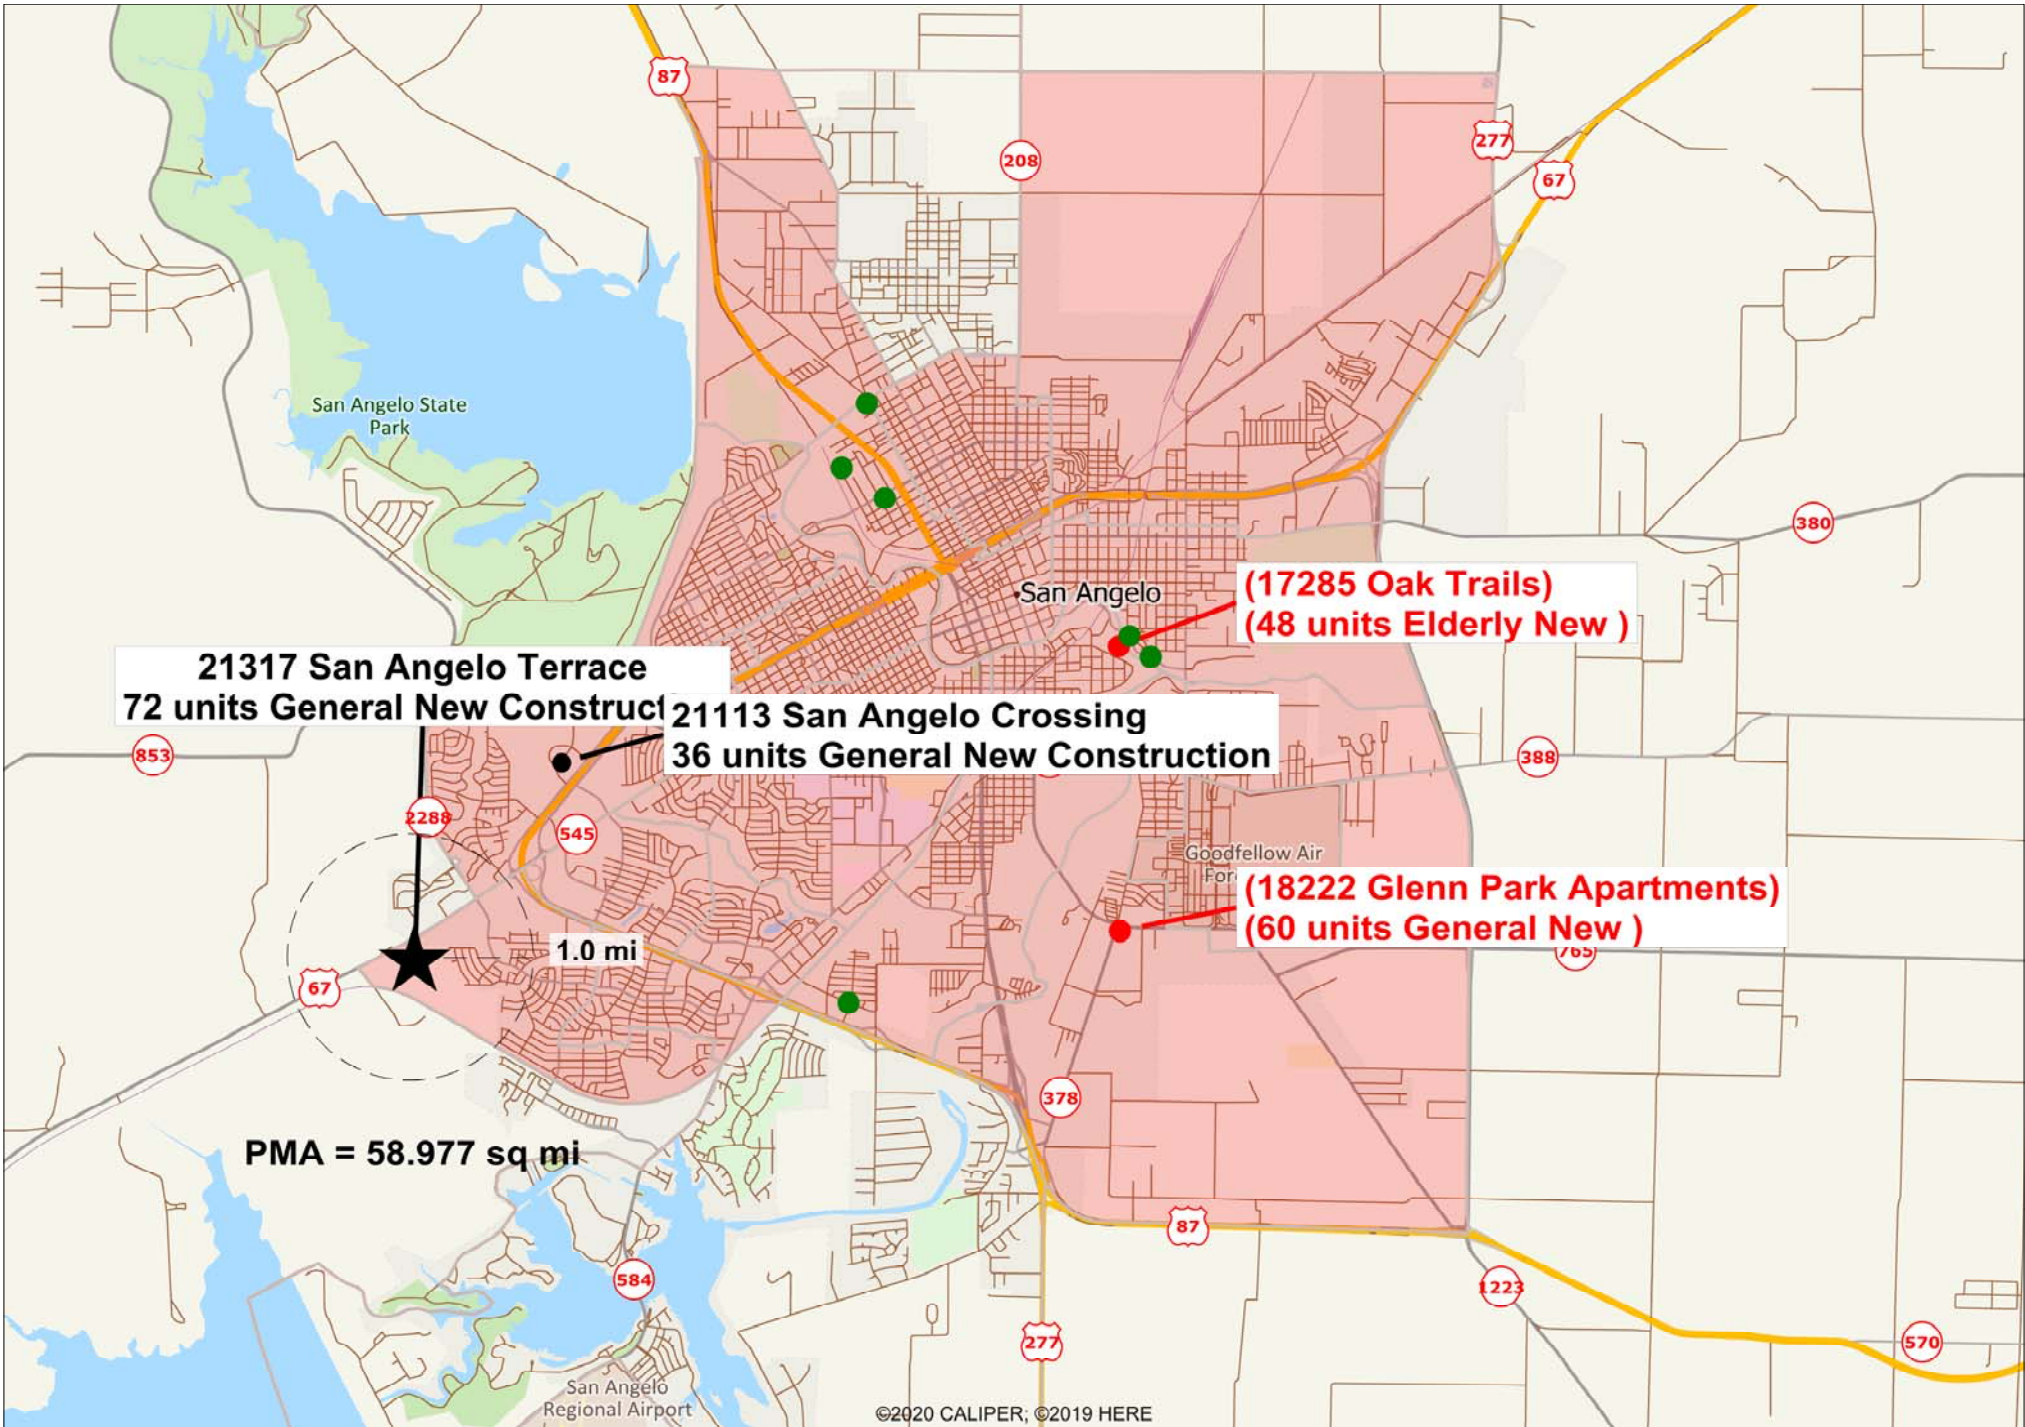 87
277
208
67
San Angelo State
Park
380
San Angelo
(17285 Oak Trails)
(48 units Elderly New )
21317 San Angelo Terrace
72 units General New Construct
21113 San Angelo Crossing
36 units General New Construction
853
388
2288
545
Goodfellow Air
For
(18222 Glenn Park Apartments)
(60 units General New )
1.0 mi
765
67
378
PMA = 58.977 sq mi
87
584
1223
277
570
San Angelo
Regional Airport
©2020 CALIPER; ©2019 HERE